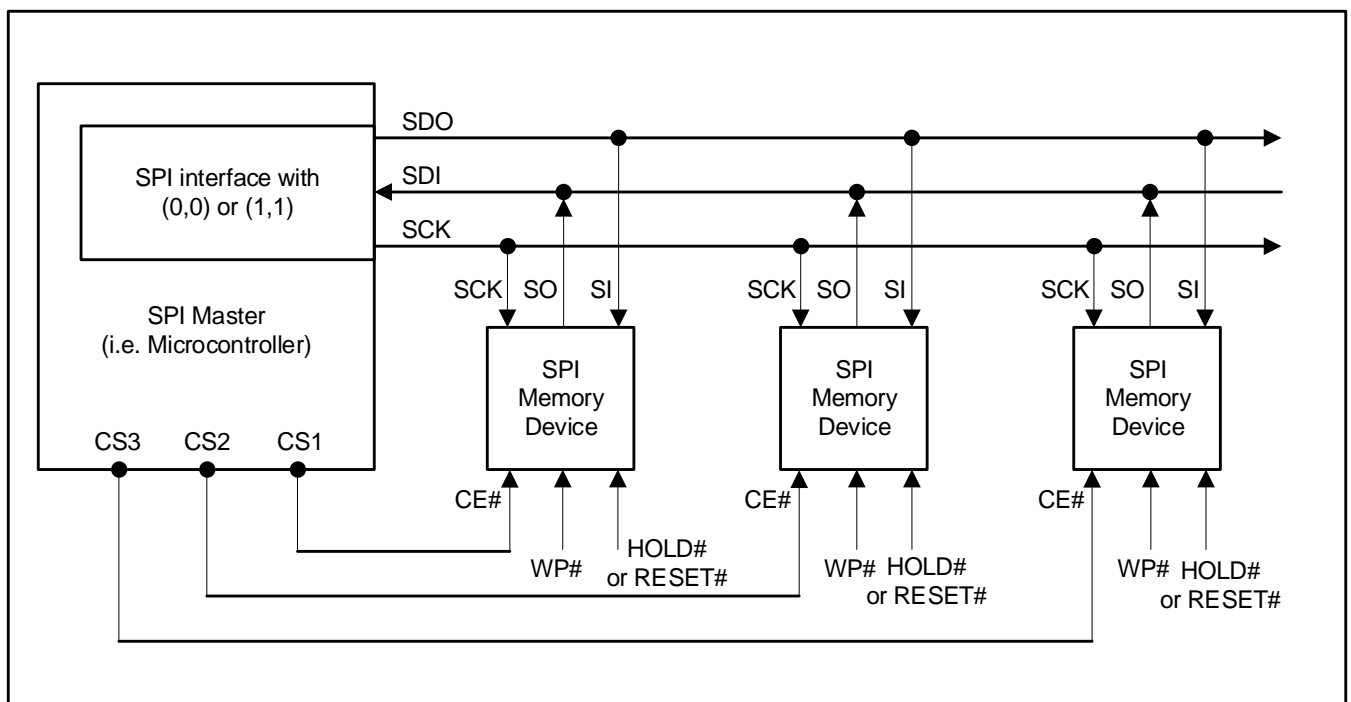 SDO
SPI interface with
(0,0) or (1,1)
SDI
SCK
SPI Master
(i.e. Microcontroller)
CS3 CS2 CS1
SCK SO SI
SPI
Memory
Device
CE#
WP#
HOLD#
or RESET#
SCK SO SI
SPI
Memory
Device
CE#
WP#
HOLD#
or RESET#
SCK SO SI
SPI
Memory
Device
CE#
WP#
HOLD#
or RESET#